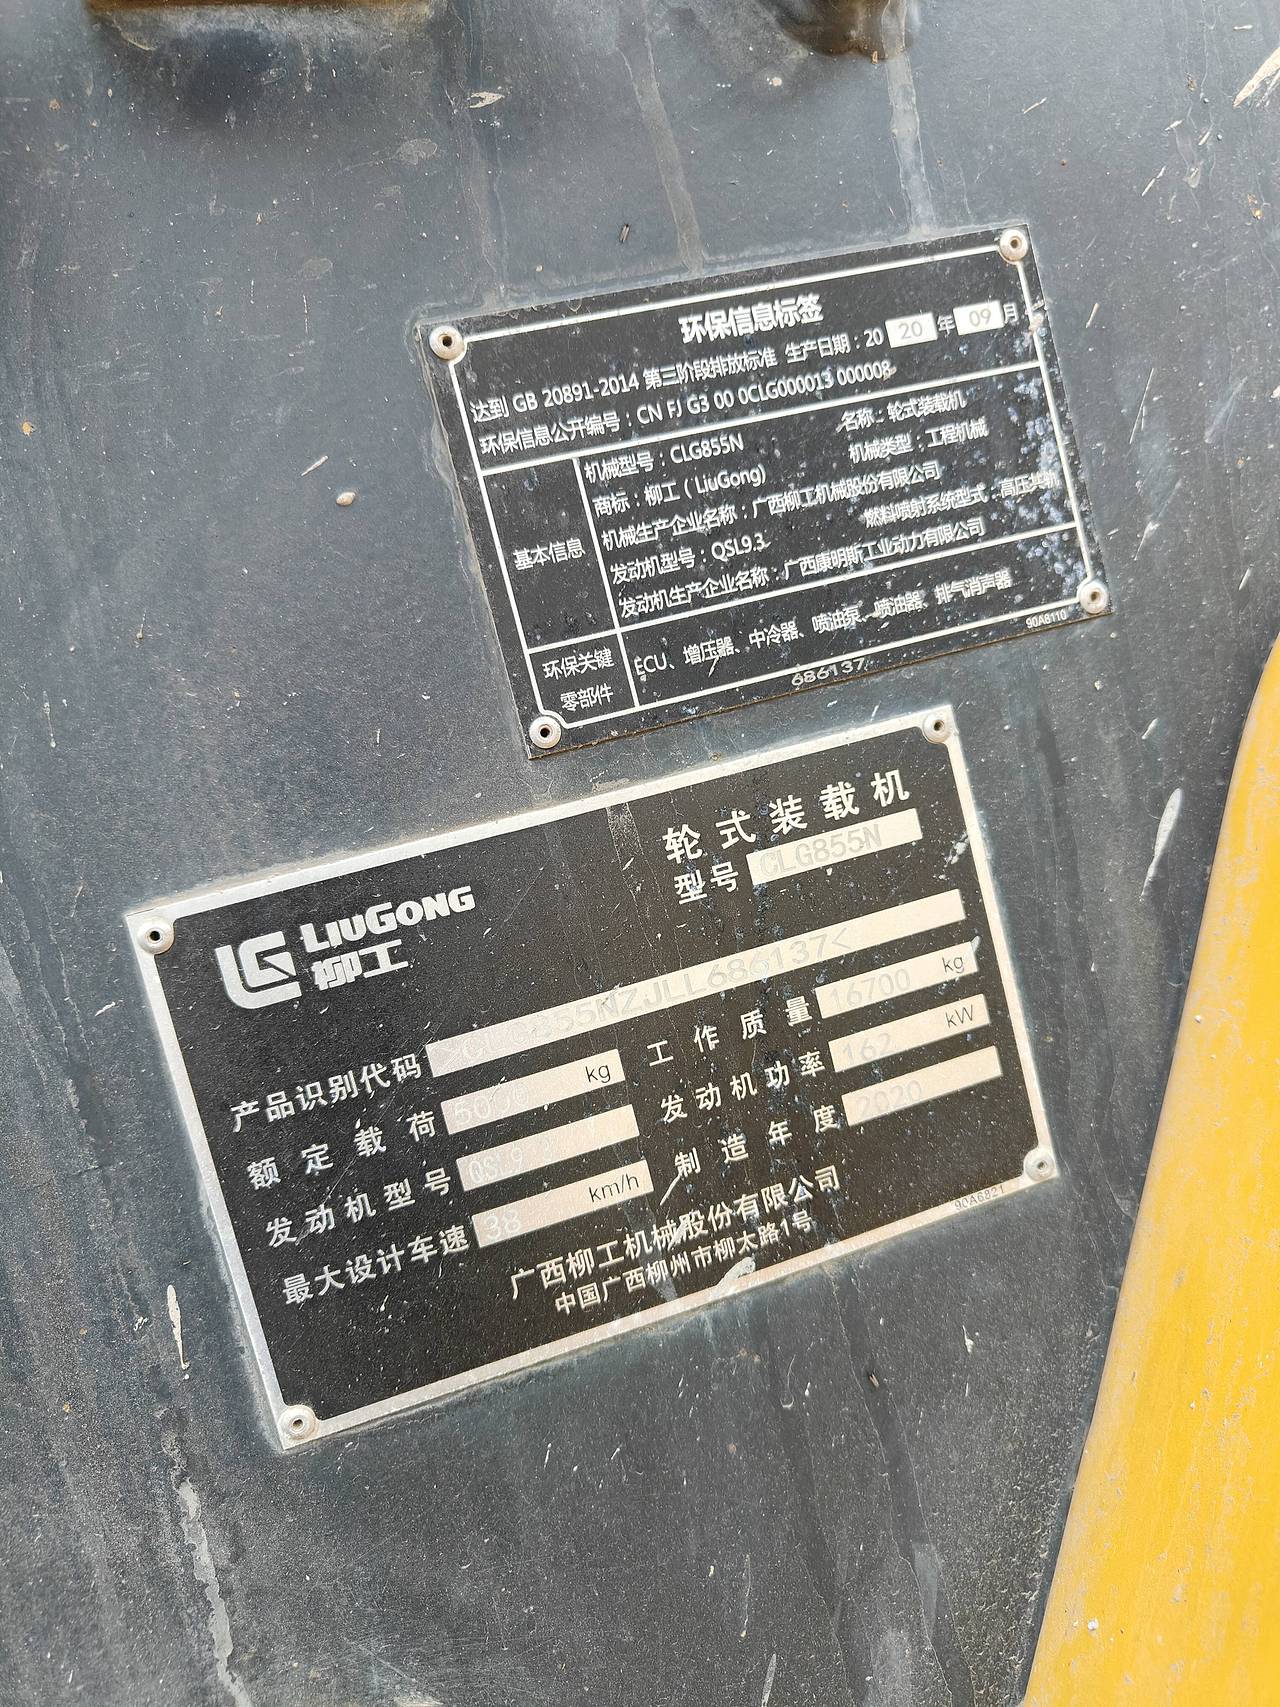 环保信息标签
达到 GB 20891-2014 第三阶段排放标准 生产日期：20 20 年 09 月
环保信息公开编号：CN FJ G3 00 0CLG000013 000008
基本信息
机械型号：CLG855N 名称：轮式装载机
商标：柳工（LiuGong） 机械类型：工程机械
机械生产企业名称：广西柳工机械股份有限公司
发动机型号：QSL9.3 燃料喷射系统型式：高压共轨
发动机生产企业名称：广西康明斯工业动力有限公司
环保关键零部件
ECU、增压器、中冷器、喷油泵、喷油器、排气消声器
90A8110
686137
LIUGONG
柳工
轮式装载机
型号 CLG855N
产品识别代码 >CLG855NZJLL686137<
额定载荷 5000 kg 工作质量 16700 kg
发动机型号 QSL9.3 发动机功率 162 kW
最大设计车速 38 km/h 制造年度 2020
广西柳工机械股份有限公司
中国广西柳州市柳太路1号
90A6821